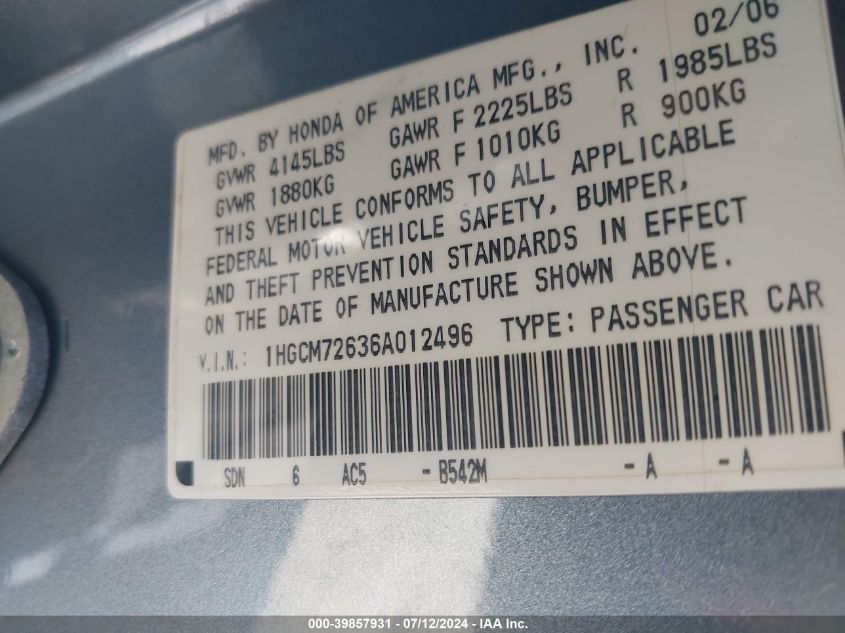 02/06
MFD. BY HONDA OF AMERICA MFG., INC.
GVWR 4145LBS GAWR F 2225LBS R 1985LBS
GVWR 1880KG GAWR F 1010KG R 900KG
THIS VEHICLE CONFORMS TO ALL APPLICABLE
FEDERAL MOTOR VEHICLE SAFETY, BUMPER,
AND THEFT PREVENTION STANDARDS IN EFFECT
ON THE DATE OF MANUFACTURE SHOWN ABOVE.
V.I.N.: 1HGCM72636A012496 TYPE: PASSENGER CAR
SDN 6 AC5 - B542M - A - A
000-39857931 - 07/12/2024 - IAA Inc.